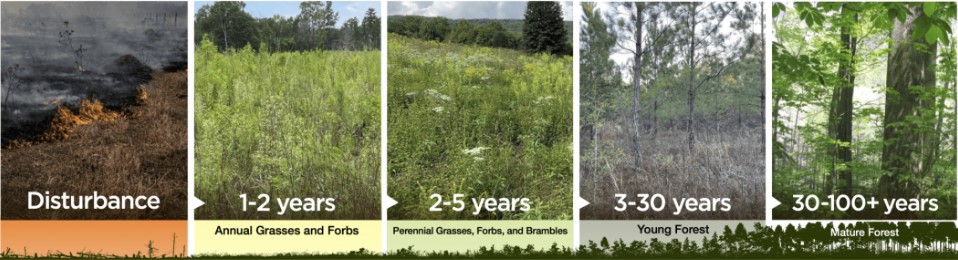 Disturbance
1-2 years
2-5 years
3-30 years
30-100+ years
Annual Grasses and Forbs
Perennial Grasses, Forbs, and Brambles
Young Forest
Mature Forest